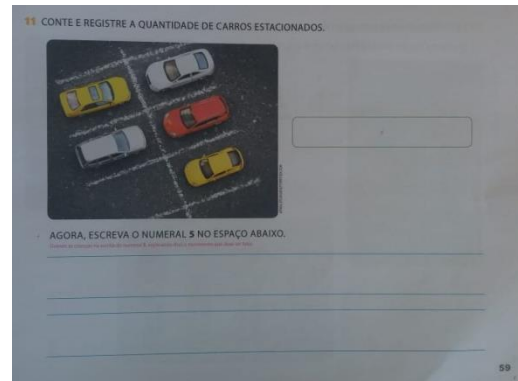 11 CONTE E REGISTRE A QUANTIDADE DE CARROS ESTACIONADOS.
AGORA, ESCREVA O NUMERAL 5 NO ESPAÇO ABAIXO.
59